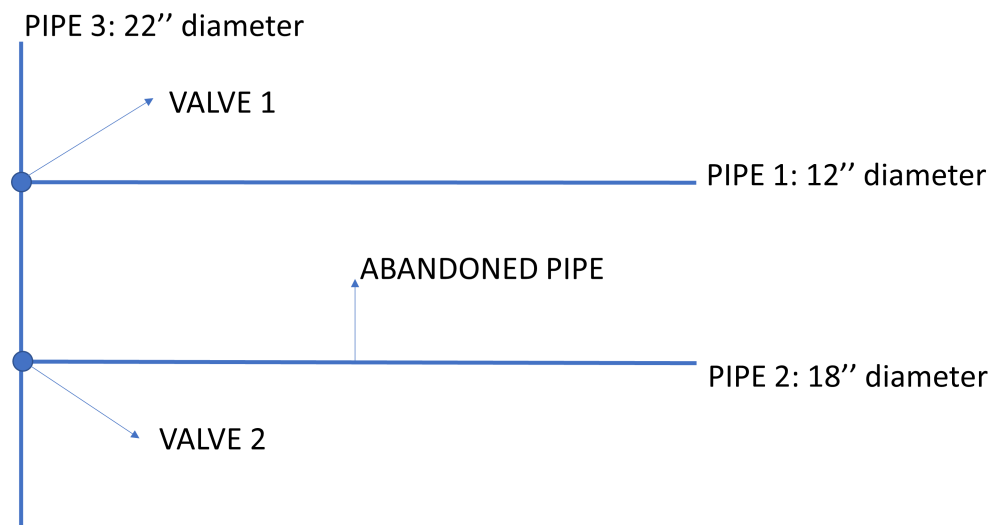 PIPE 3: 22’’ diameter
VALVE 1
PIPE 1: 12’’ diameter
ABANDONED PIPE
PIPE 2: 18’’ diameter
VALVE 2